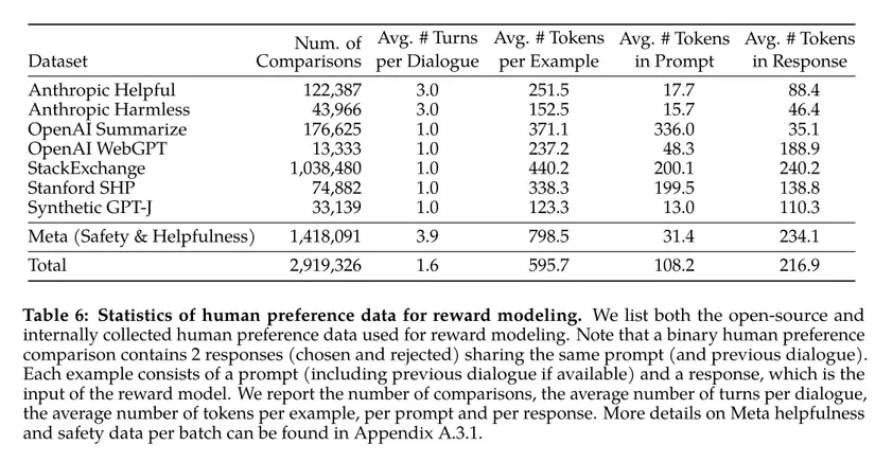 Num. of Avg. # Turns Avg. # Tokens Avg. # Tokens Avg. # Tokens
Dataset Comparisons per Dialogue per Example in Prompt in Response
Anthropic Helpful 122,387 3.0 251.5 17.7 88.4
Anthropic Harmless 43,966 3.0 152.5 15.7 46.4
OpenAI Summarize 176,625 1.0 371.1 336.0 35.1
OpenAI WebGPT 13,333 1.0 237.2 48.3 188.9
StackExchange 1,038,480 1.0 440.2 200.1 240.2
Stanford SHP 74,882 1.0 338.3 199.5 138.8
Synthetic GPT-J 33,139 1.0 123.3 13.0 110.3
Meta (Safety & Helpfulness) 1,418,091 3.9 798.5 31.4 234.1
Total 2,919,326 1.6 595.7 108.2 216.9
Table 6: Statistics of human preference data for reward modeling. We list both the open-source and
internally collected human preference data used for reward modeling. Note that a binary human preference
comparison contains 2 responses (chosen and rejected) sharing the same prompt (and previous dialogue).
Each example consists of a prompt (including previous dialogue if available) and a response, which is the
input of the reward model. We report the number of comparisons, the average number of turns per dialogue,
the average number of tokens per example, per prompt and per response. More details on Meta helpfulness
and safety data per batch can be found in Appendix A.3.1.